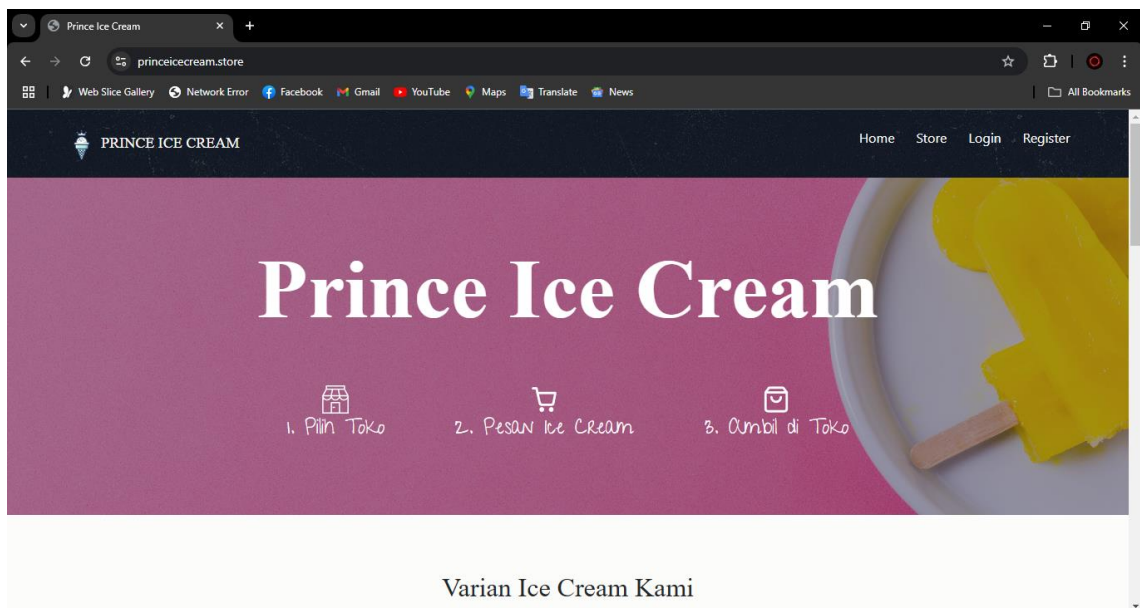 Prince Ice Cream
princeicecream.store
Web Slice Gallery Network Error Facebook Gmail YouTube Maps Translate News All Bookmarks
PRINCE ICE CREAM Home Store Login Register
Prince Ice Cream
1. Pilih Toko 2. Pesan Ice Cream 3. Ambil di Toko
Varian Ice Cream Kami